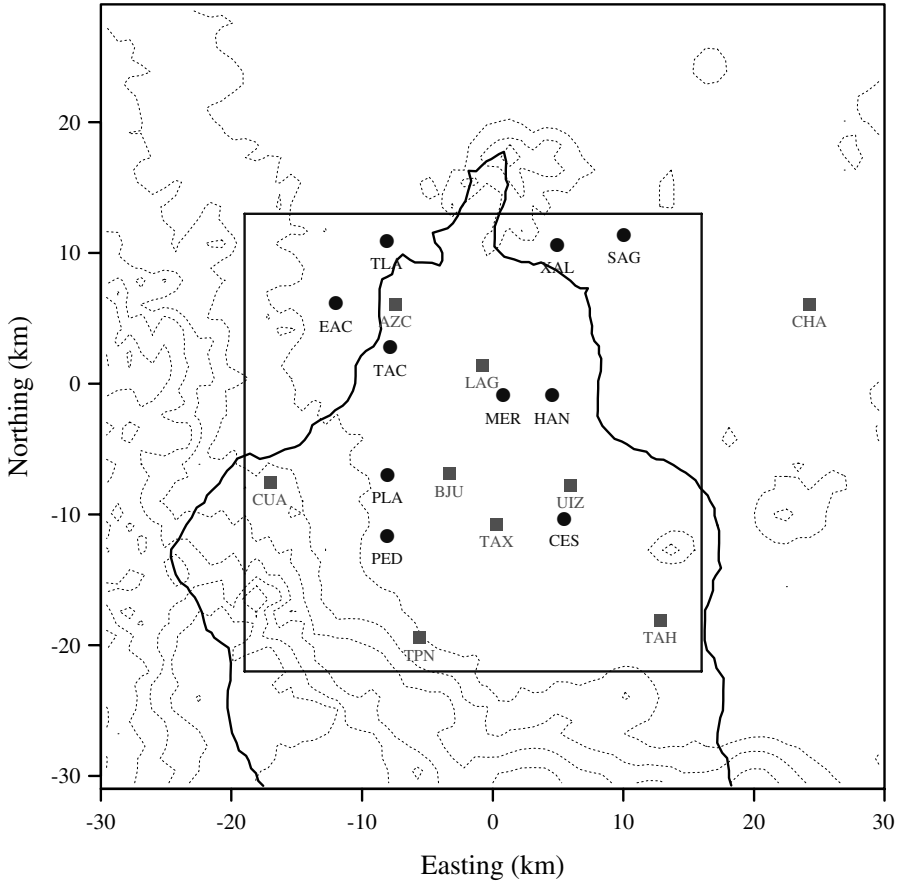 20
10
0
-10
-20
-30
-30
-20
-10
0
10
20
30
Northing (km)
Easting (km)
TLA
XAL
SAG
EAC
AZC
CHA
TAC
LAG
MER
HAN
CUA
PLA
BJU
UIZ
PED
TAX
CES
TPN
TAH